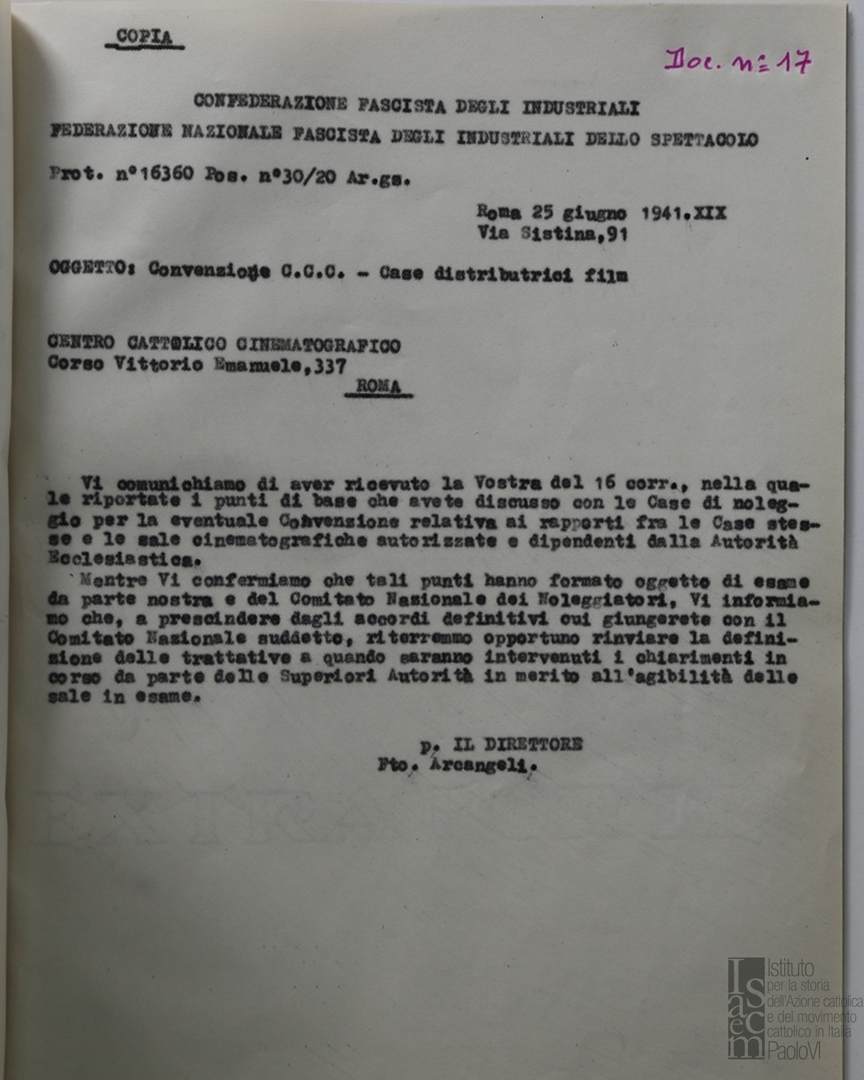 COPIA
Doc. n= 17
CONFEDERAZIONE FASCISTA DEGLI INDUSTRIALI
FEDERAZIONE NAZIONALE FASCISTA DEGLI INDUSTRIALI DELLO SPETTACOLO
Prot. n°16360 Pos. n°30/20 Ar.gs.
Roma 25 giugno 1941.XIX
Via Sistina,91
OGGETTO: Convenzione C.C.C. - Case distributrici film
CENTRO CATTOLICO CINEMATOGRAFICO
Corso Vittorio Emanuele,337
ROMA
Vi comunichiamo di aver ricevuto la Vostra del 16 corr., nella qua-
le riportate i punti di base che avete discusso con le Case di noleg-
gio per la eventuale Convenzione relativa ai rapporti fra le Case stes-
se e le sale cinematografiche autorizzate e dipendenti dalla Autorità
Ecclesiastica.
Mentre Vi confermiamo che tali punti hanno formato oggetto di esame
da parte nostra e del Comitato Nazionale dei Noleggiatori, Vi informia-
mo che, a prescindere dagli accordi definitivi cui giungerete con il
Comitato Nazionale suddetto, riterremmo opportuno rinviare la defini-
zione delle trattative a quando saranno intervenuti i chiarimenti in
corso da parte delle Superiori Autorità in merito all'agibilità delle
sale in esame.
p. IL DIRETTORE
Fto. Arcangeli.
Isacem
Istituto
per la storia
dell'Azione cattolica
e del movimento
cattolico in Italia
PaoloVI